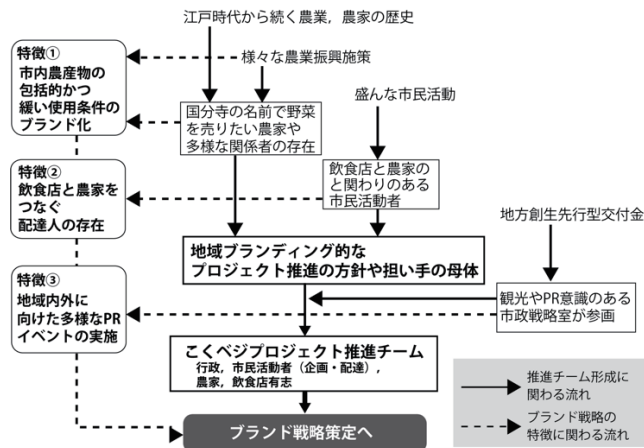 江戸時代から続く農業，農家の歴史
特徴①
市内農産物の
包括的かつ
緩い使用条件の
ブランド化
様々な農業振興施策
盛んな市民活動
国分寺の名前で野菜
を売りたい農家や
多様な関係者の存在
特徴②
飲食店と農家を
つなぐ
配達人の存在
飲食店と農家の
と関わりのある
市民活動者
地方創生先行型交付金
地域ブランディング的な
プロジェクト推進の方針や担い手の母体
特徴③
地域内外に
向けた多様なPR
イベントの実施
観光やPR意識のある
市政戦略室が参画
こくベジプロジェクト推進チーム
行政，市民活動者（企画・配達），
農家，飲食店有志
推進チーム形成に
関わる流れ
ブランド戦略の
特徴に関わる流れ
ブランド戦略策定へ